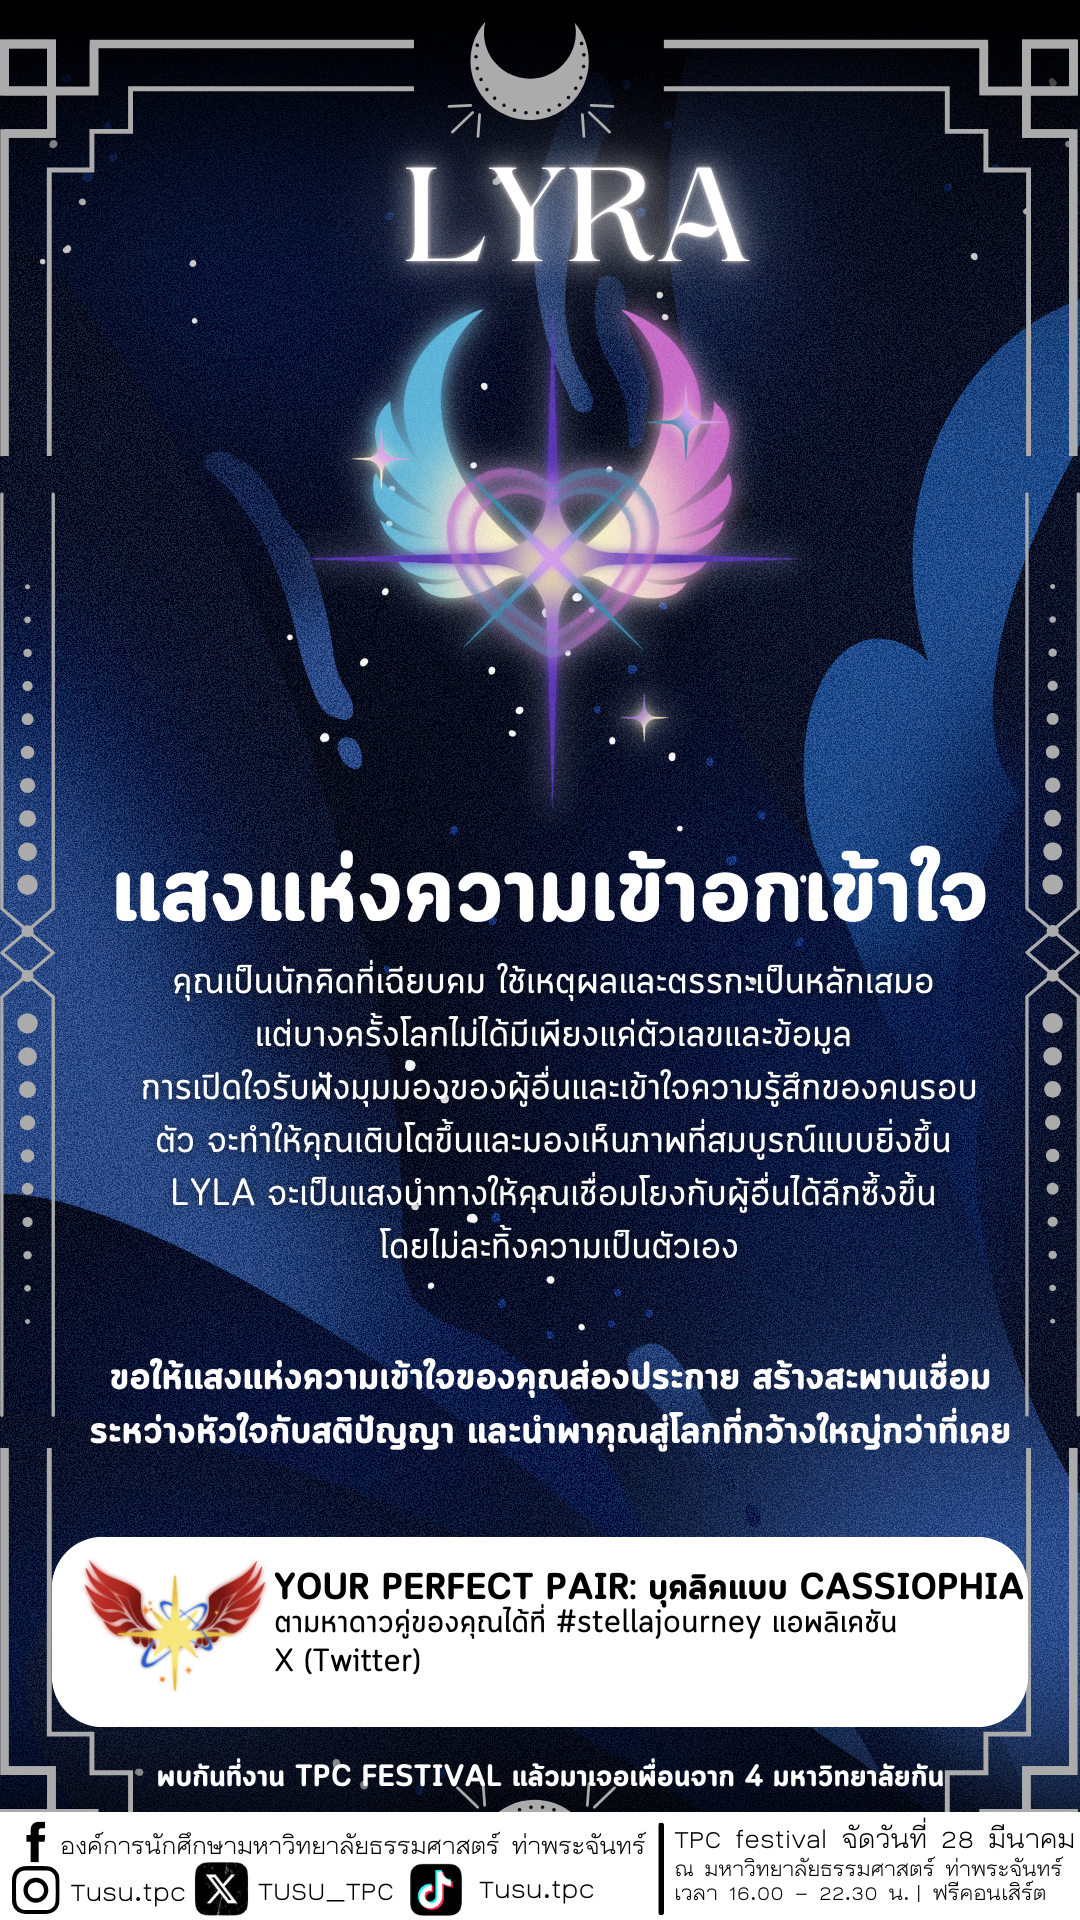 LYRA
แสงแห่งความเข้าอกเข้าใจ
คุณเป็นนักคิดที่เฉียบคม ใช้เหตุผลและตรรกะเป็นหลักเสมอ
แต่บางครั้งโลกไม่ได้มีเพียงแค่ตัวเลขและข้อมูล
การเปิดใจรับฟังมุมมองของผู้อื่นและเข้าใจความรู้สึกของคนรอบ
ตัว จะทำให้คุณเติบโตขึ้นและมองเห็นภาพที่สมบูรณ์แบบยิ่งขึ้น
LYLA จะเป็นแสงนำทางให้คุณเชื่อมโยงกับผู้อื่นได้ลึกซึ้งขึ้น
โดยไม่ละทิ้งความเป็นตัวเอง
ขอให้แสงแห่งความเข้าใจของคุณส่องประกาย สร้างสะพานเชื่อม
ระหว่างหัวใจกับสติปัญญา และนำพาคุณสู่โลกที่กว้างใหญ่กว่าที่เคย
YOUR PERFECT PAIR: บุคลิคแบบ CASSIOPHIA
ตามหาดาวคู่ของคุณได้ที่ #stellajourney แอพลิเคชัน
X (Twitter)
พบกันที่งาน TPC FESTIVAL แล้วมาเจอเพื่อนจาก 4 มหาวิทยาลัยกัน
องค์การนักศึกษามหาวิทยาลัยธรรมศาสตร์ ท่าพระจันทร์
Tusu.tpc TUSU_TPC Tusu.tpc
TPC festival จัดวันที่ 28 มีนาคม
ณ มหาวิทยาลัยธรรมศาสตร์ ท่าพระจันทร์
เวลา 16.00 - 22.30 น. | ฟรีคอนเสิร์ต